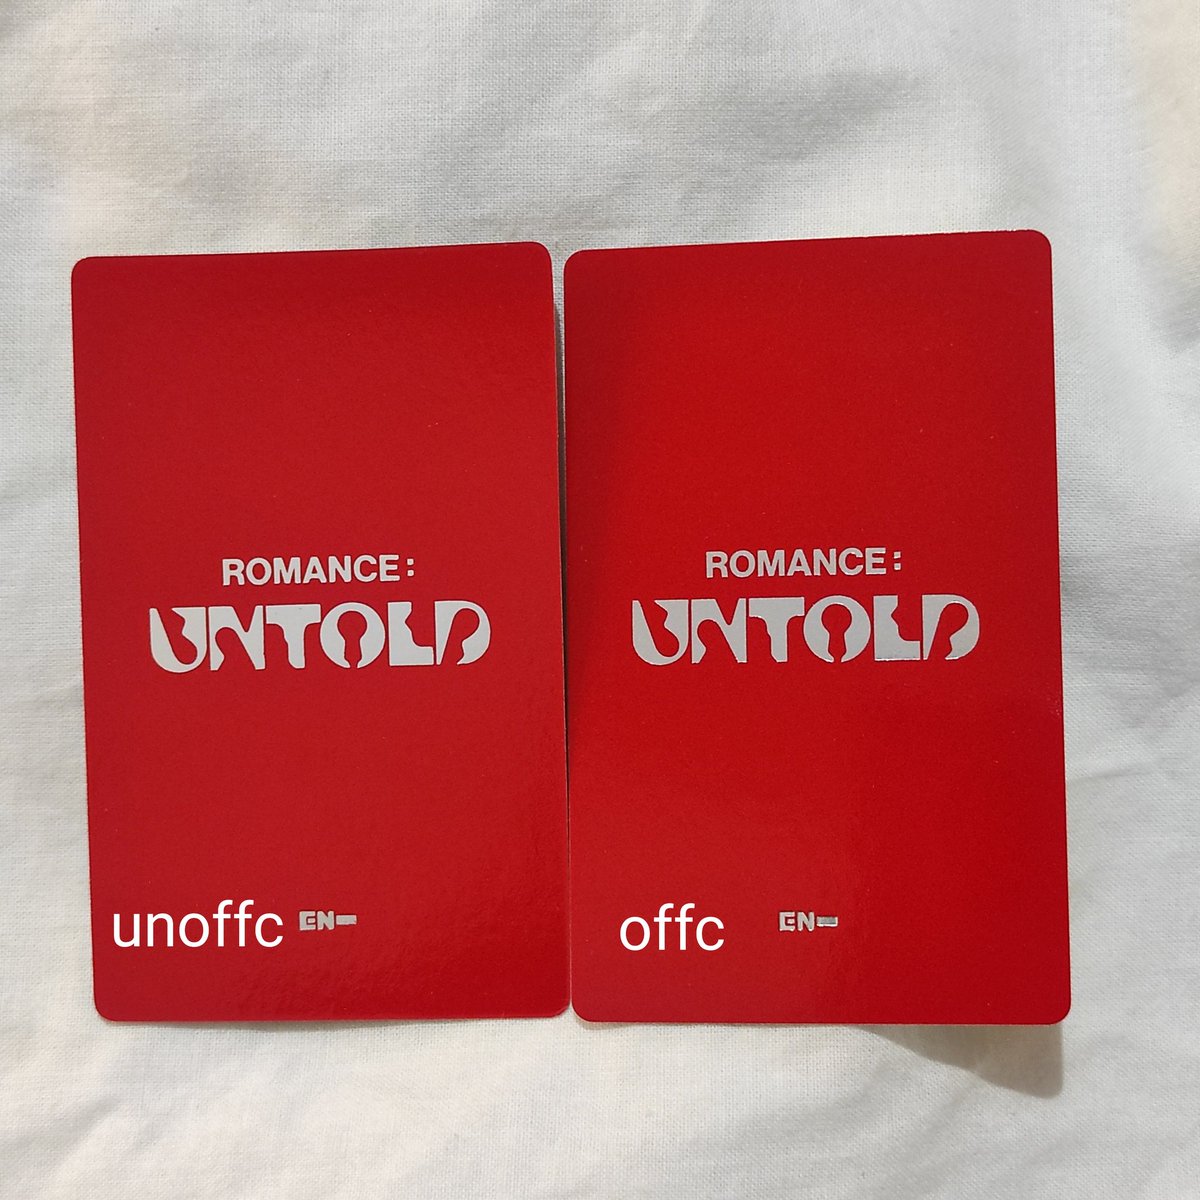 ROMANCE:
UNTOLD
unoffc
EN-
ROMANCE:
UNTOLD
offc
EN-